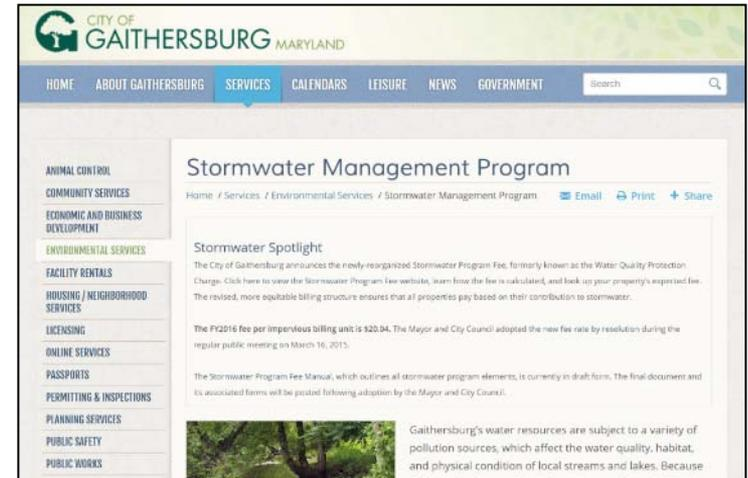 CITY OF
GAITHERSBURG MARYLAND
HOME ABOUT GAITHERSBURG SERVICES CALENDARS LEISURE NEWS GOVERNMENT Search
ANIMAL CONTROL
COMMUNITY SERVICES
ECONOMIC AND BUSINESS
DEVELOPMENT
ENVIRONMENTAL SERVICES
FACILITY RENTALS
HOUSING / NEIGHBORHOOD
SERVICES
LICENSING
ONLINE SERVICES
PASSPORTS
PERMITTING & INSPECTIONS
PLANNING SERVICES
PUBLIC SAFETY
PUBLIC WORKS
Stormwater Management Program
Home / Services / Environmental Services / Stormwater Management Program Email Print + Share
Stormwater Spotlight
The City of Gaithersburg announces the newly-reorganized Stormwater Program Fee, formerly known as the Water Quality Protection
Charge. Click here to view the Stormwater Program Fee website, learn how the fee is calculated, and look up your property's expected fee.
The revised, more equitable billing structure ensures that all properties pay based on their contribution to stormwater.
The FY2016 fee per impervious billing unit is $20.04. The Mayor and City Council adopted the new fee rate by resolution during the
regular public meeting on March 16, 2015.
The Stormwater Program Fee Manual, which outlines all stormwater program elements, is currently in draft form. The final document and
its associated forms will be posted following adoption by the Mayor and City Council.
Gaithersburg's water resources are subject to a variety of
pollution sources, which affect the water quality, habitat,
and physical condition of local streams and lakes. Because